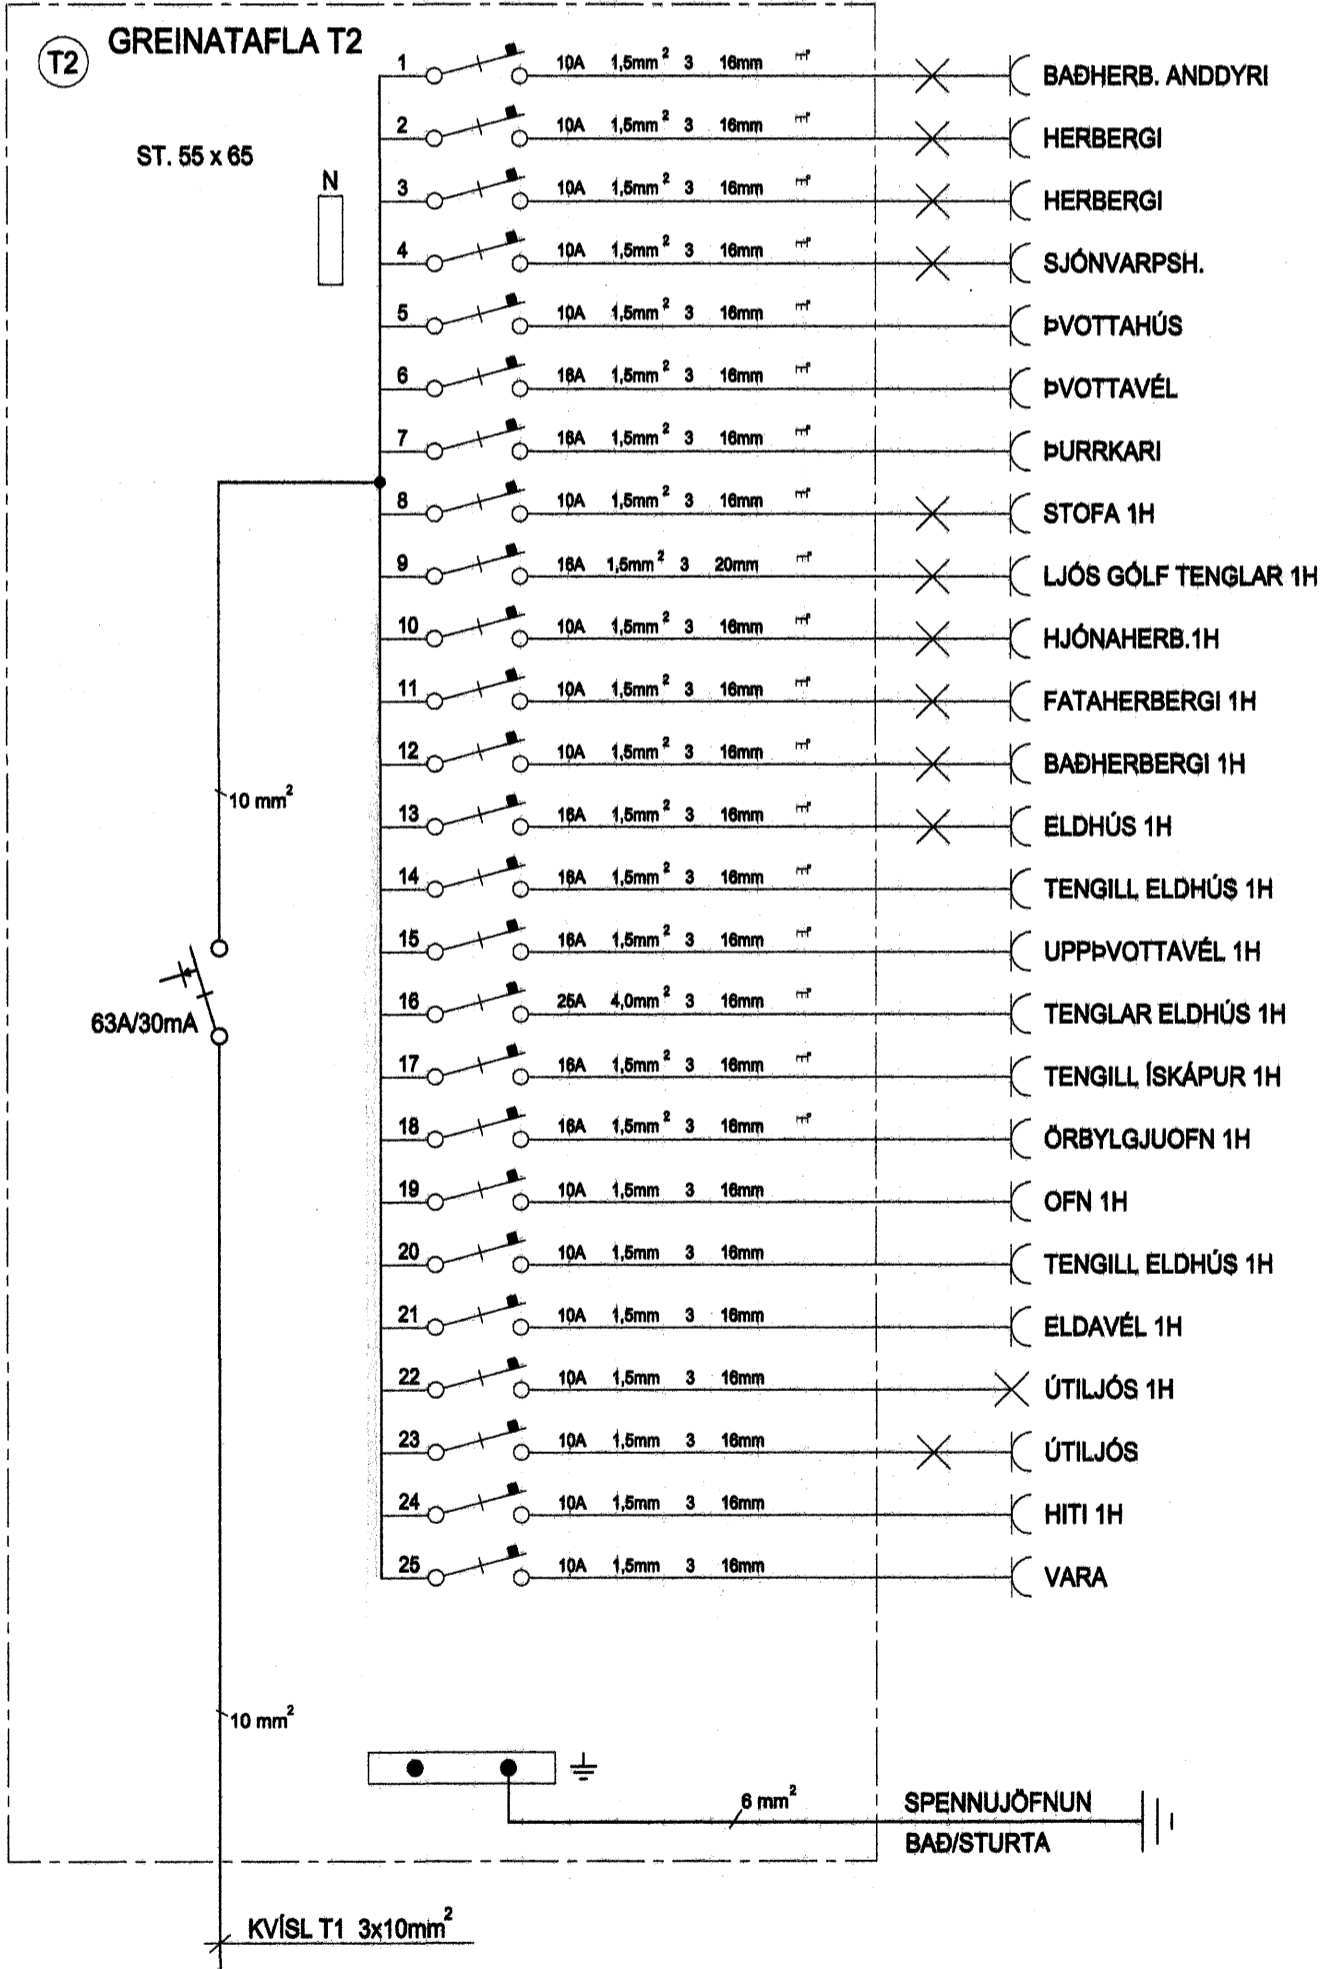 T2 GREINATAFLA T2
ST. 55 x 65
N
1 10A 1,5mm² 3 16mm BAÐHERB. ANDDYRI
2 10A 1,5mm² 3 16mm HERBERGI
3 10A 1,5mm² 3 16mm HERBERGI
4 10A 1,5mm² 3 16mm SJÓNVARPSH.
5 10A 1,5mm² 3 16mm ÞVOTTAHÚS
6 16A 1,5mm² 3 16mm ÞVOTTAVÉL
7 16A 1,5mm² 3 16mm ÞURRKARI
8 10A 1,5mm² 3 16mm STOFA 1H
9 16A 1,5mm² 3 20mm LJÓS GÓLF TENGLAR 1H
10 10A 1,5mm² 3 16mm HJÓNAHERB.1H
11 10A 1,5mm² 3 16mm FATAHERBERGI 1H
12 10A 1,5mm² 3 16mm BAÐHERBERGI 1H
13 16A 1,5mm² 3 16mm ELDHÚS 1H
14 16A 1,5mm² 3 16mm TENGILL ELDHÚS 1H
15 16A 1,5mm² 3 16mm UPPÞVOTTAVÉL 1H
16 25A 4,0mm² 3 16mm TENGLAR ELDHÚS 1H
17 16A 1,5mm² 3 16mm TENGILL ÍSKÁPUR 1H
18 16A 1,5mm² 3 16mm ÖRBYLGJUOFN 1H
19 10A 1,5mm 3 16mm OFN 1H
20 10A 1,5mm 3 16mm TENGILL ELDHÚS 1H
21 10A 1,5mm 3 16mm ELDAVÉL 1H
22 10A 1,5mm 3 16mm ÚTILJÓS 1H
23 10A 1,5mm 3 16mm ÚTILJÓS
24 10A 1,5mm 3 16mm HITI 1H
25 10A 1,5mm 3 16mm VARA
10 mm²
63A/30mA
10 mm²
6 mm²
SPENNUJÖFNUN
BAÐ/STURTA
KVÍSL T1 3x10mm²